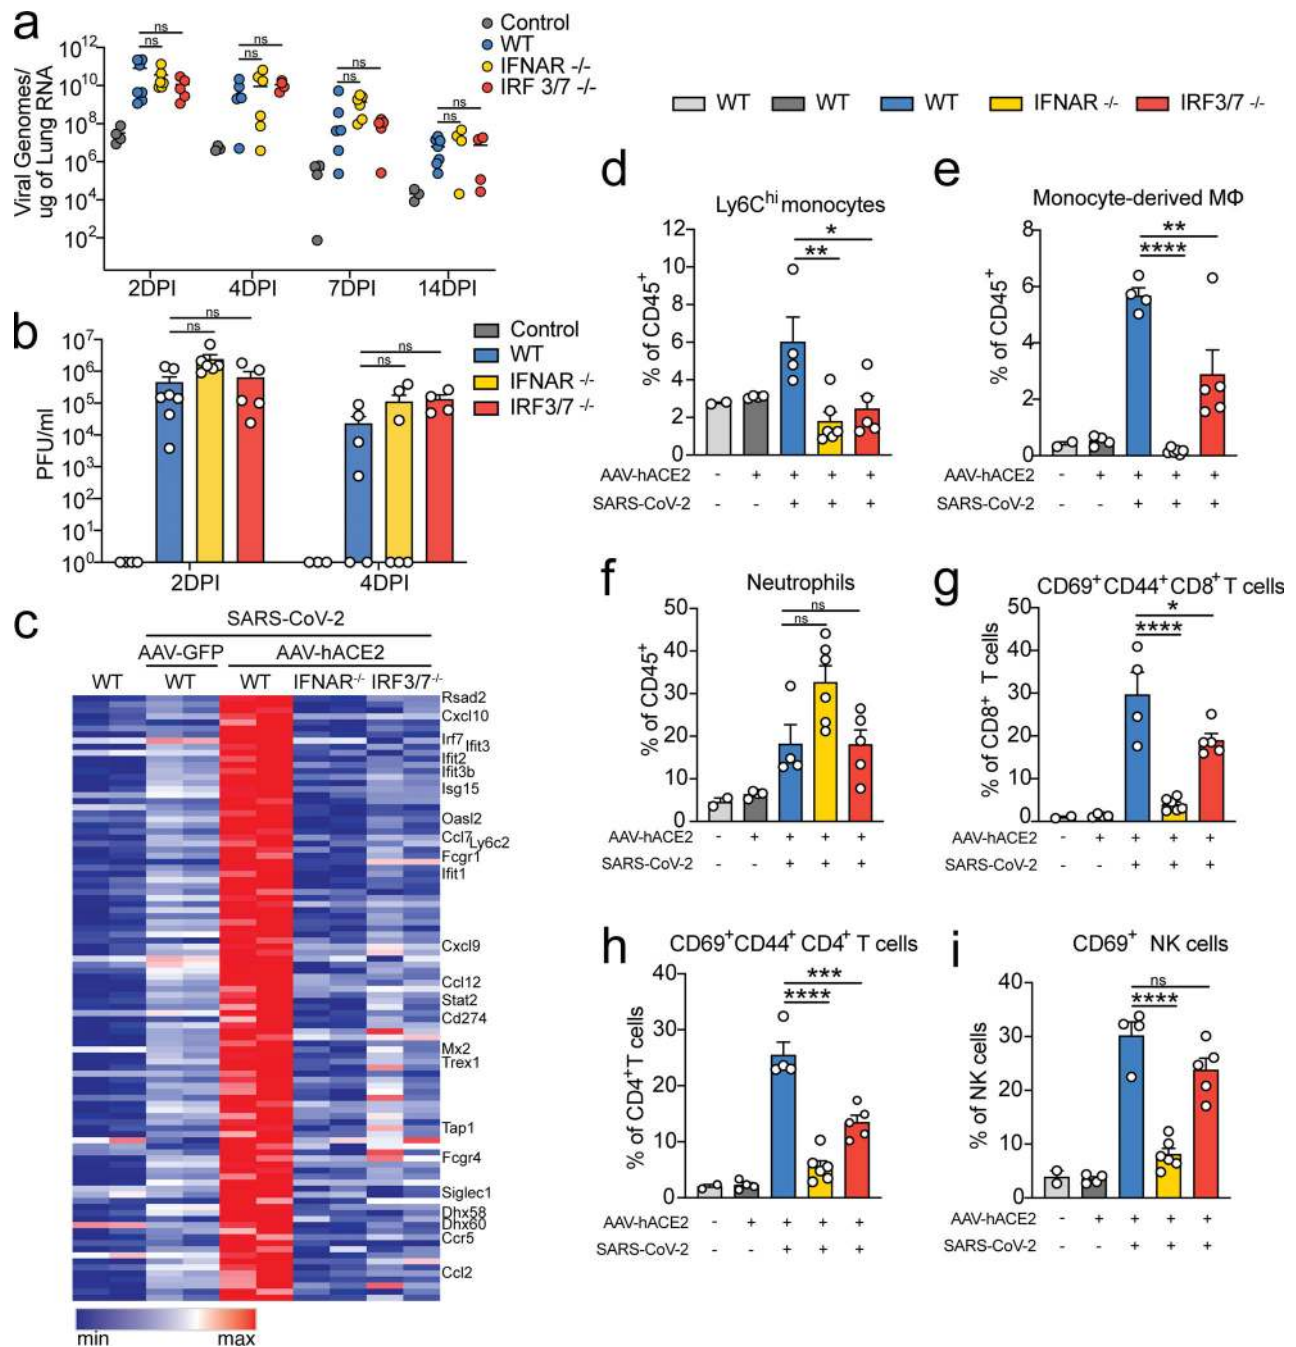 a
Control
WT
IFNAR -/-
IRF 3/7 -/-
Viral Genomes/
ug of Lung RNA
10^12
10^10
10^8
10^6
10^4
10^2
ns
ns
ns
ns
ns
ns
ns
ns
2DPI 4DPI 7DPI 14DPI
WT WT WT IFNAR -/- IRF3/7 -/-
b
Control
WT
IFNAR -/-
IRF3/7 -/-
PFU/ml
10^7
10^6
10^5
10^4
10^3
10^2
10^1
10^0
ns
ns
ns
ns
2DPI 4DPI
c
SARS-CoV-2
AAV-GFP AAV-hACE2
WT WT WT IFNAR-/- IRF3/7-/-
Rsad2
Cxcl10
Irf7
Ifit3
Ifit2
Ifit3b
Isg15
Oasl2
Ccl7
Ly6c2
Fcgr1
Ifit1
Cxcl9
Ccl12
Stat2
Cd274
Mx2
Trex1
Tap1
Fcgr4
Siglec1
Dhx58
Dhx60
Ccr5
Ccl2
min max
d
Ly6C^hi monocytes
% of CD45+
12
10
8
6
4
2
0
*
**
AAV-hACE2 - + + + +
SARS-CoV-2 - - + + +
e
Monocyte-derived MΦ
% of CD45+
8
6
4
2
0
**
****
AAV-hACE2 - + + + +
SARS-CoV-2 - - + + +
f
Neutrophils
% of CD45+
50
40
30
20
10
0
ns
ns
AAV-hACE2 - + + + +
SARS-CoV-2 - - + + +
g
CD69+CD44+CD8+ T cells
% of CD8+ T cells
50
40
30
20
10
0
*
****
AAV-hACE2 - + + + +
SARS-CoV-2 - - + + +
h
CD69+CD44+ CD4+ T cells
% of CD4+T cells
40
30
20
10
0
***
****
AAV-hACE2 - + + + +
SARS-CoV-2 - - + + +
i
CD69+ NK cells
% of NK cells
40
30
20
10
0
ns
****
AAV-hACE2 - + + + +
SARS-CoV-2 - - + + +